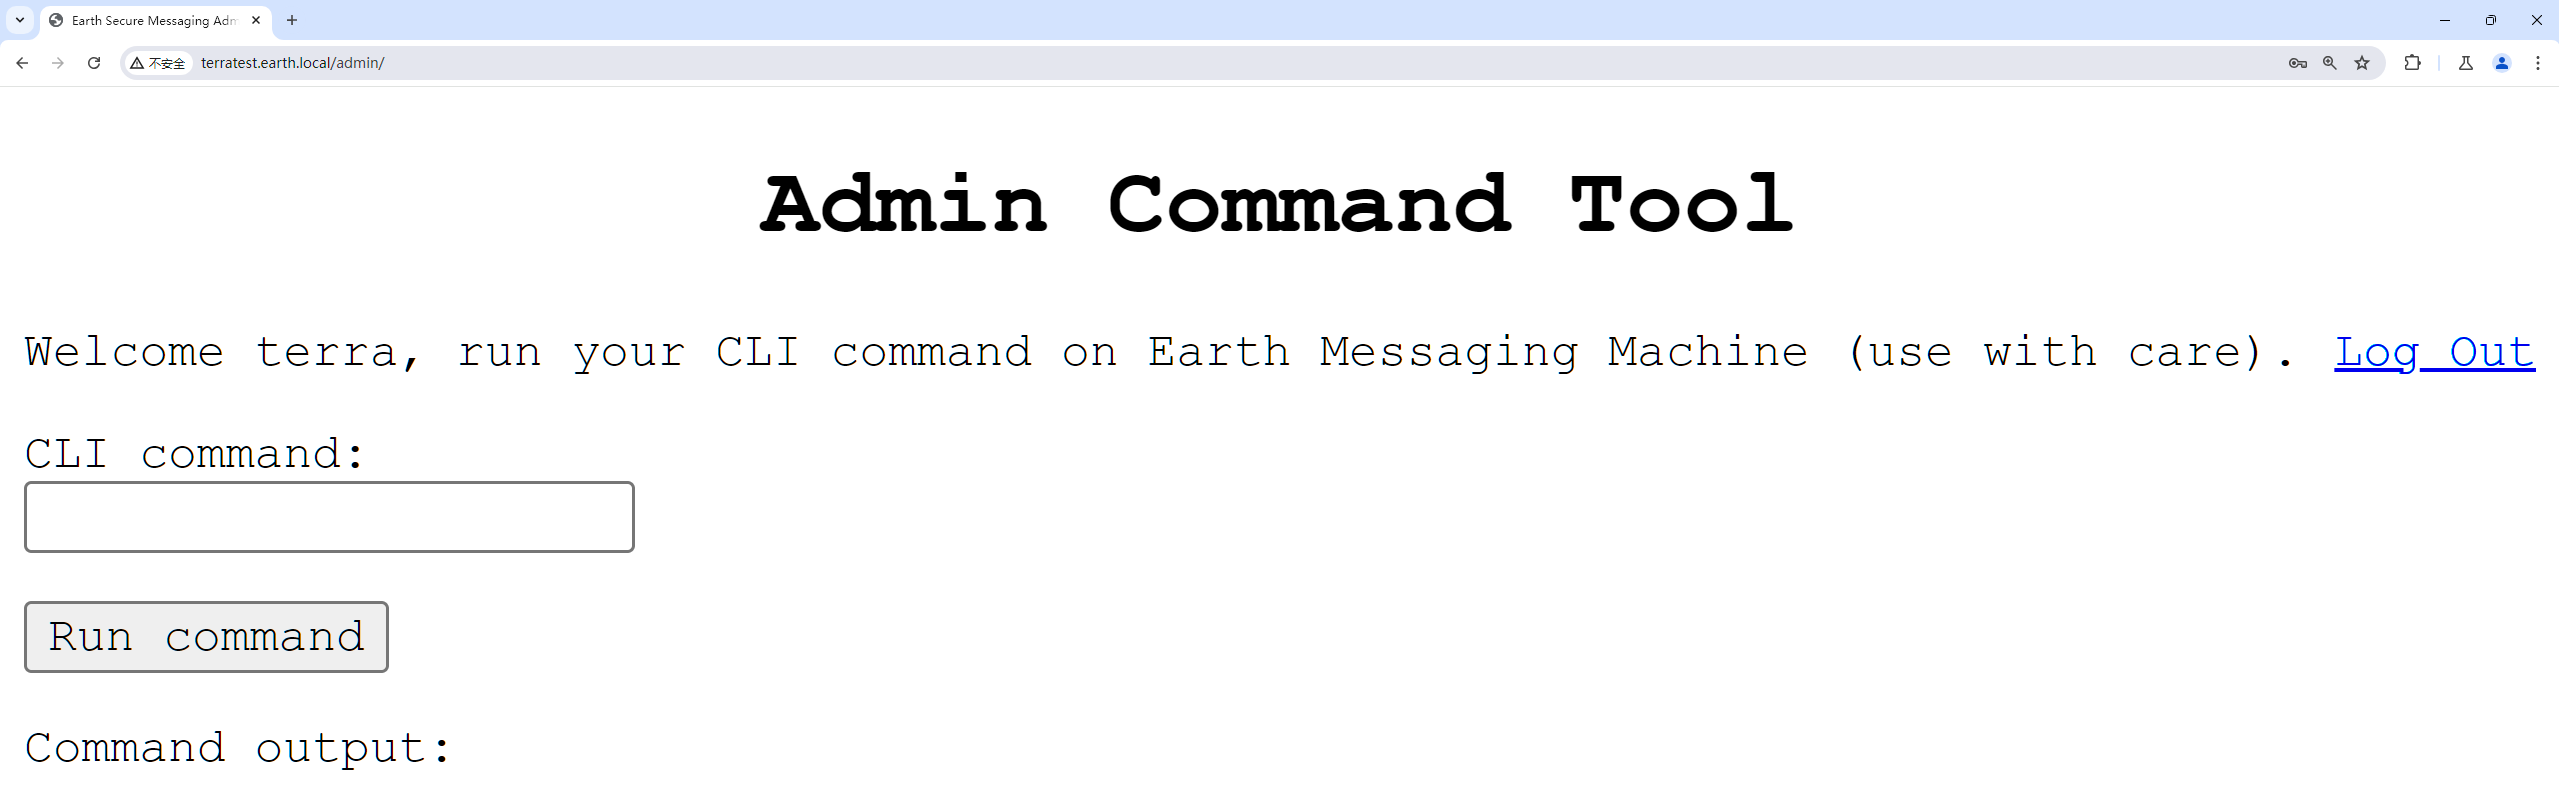 Earth Secure Messaging Adm
不安全
terratest.earth.local/admin/
Admin Command Tool
Welcome terra, run your CLI command on Earth Messaging Machine (use with care). Log Out
CLI command:
Run command
Command output: